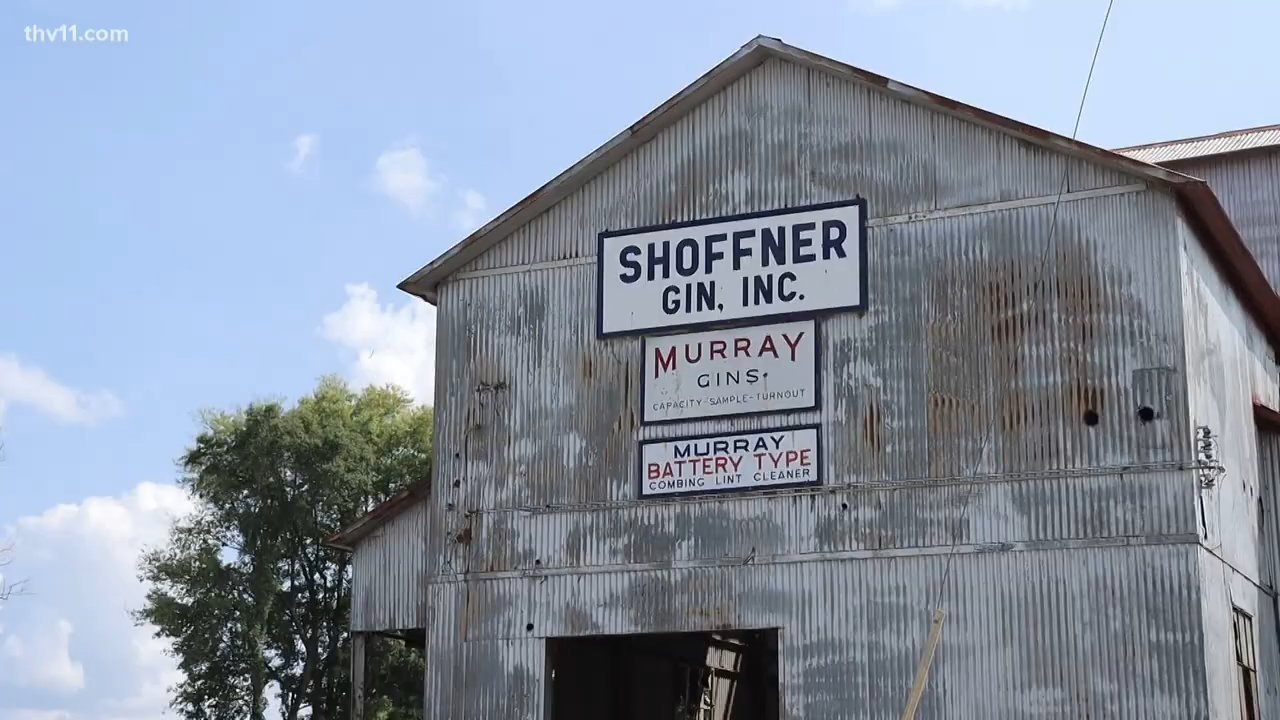 thv11.com
SHOFFNER
GIN, INC.
MURRAY
GINS.
CAPACITY-SAMPLE-TURNOUT
MURRAY
BATTERY TYPE
COMBING LINT CLEANER